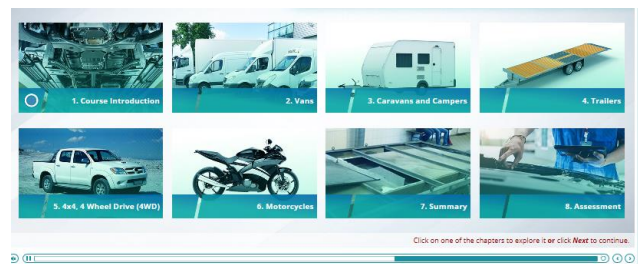 1. Course Introduction
2. Vans
3. Caravans and Campers
4. Trailers
5. 4x4, 4 Wheel Drive (4WD)
6. Motorcycles
7. Summary
8. Assessment
Click on one of the chapters to explore it or click Next to continue.